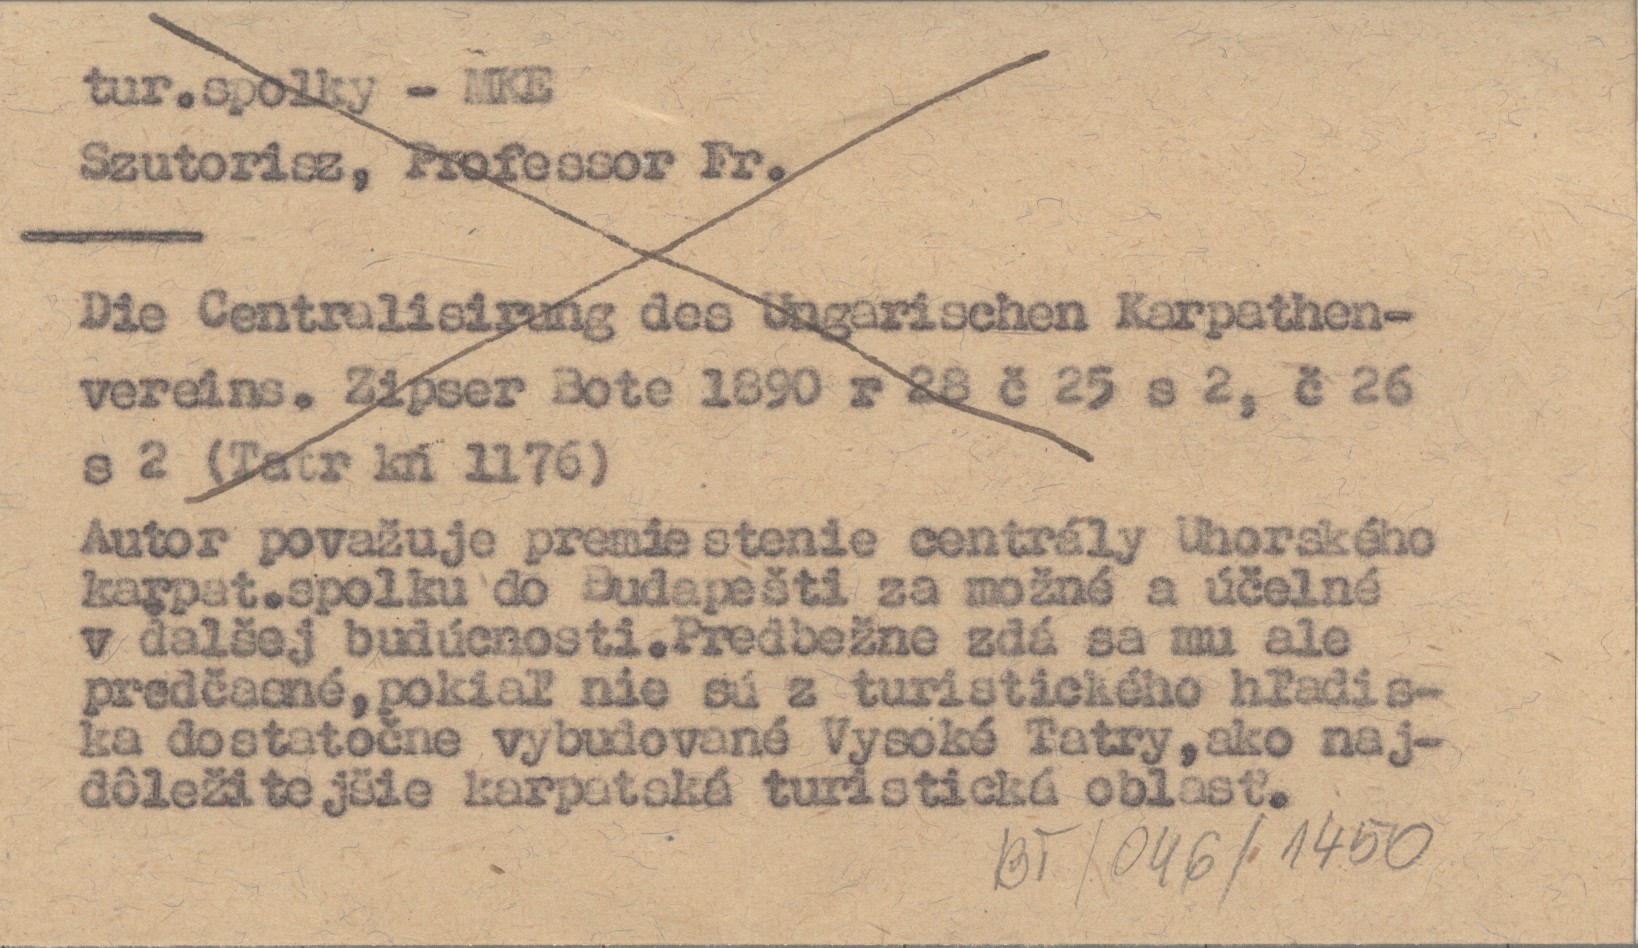 tur.spolky - MKE
Szutorisz, Professor Fr.
Die Centralisirung des Ungarischen Karpathen-
vereins. Zipser Bote 1890 r 28 č 25 s 2, č 26
s 2 (Tatr kń 1176)
Autor považuje premiestenie centrály Uhorského
karpat.spolku do Budapešti za možné a účelné
v ďalšej budúcnosti.Predbežne zdá sa mu ale
predčasné,pokiaľ nie sú z turistického hľadis-
ka dostatočne vybudované Vysoké Tatry,ako naj-
dôležitejšie karpatská turistická oblasť.
BT/046/1450